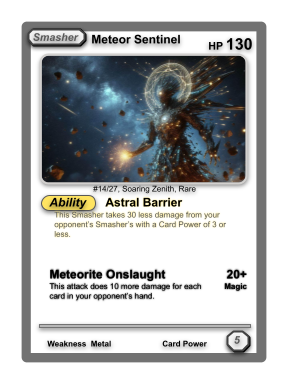 Smasher Meteor Sentinel HP 130
#14/27, Soaring Zenith, Rare
Ability Astral Barrier
This Smasher takes 30 less damage from your
opponent's Smasher's with a Card Power of 3 or
less.
Meteorite Onslaught 20+
This attack does 10 more damage for each Magic
card in your opponent's hand.
Weakness Metal Card Power 5